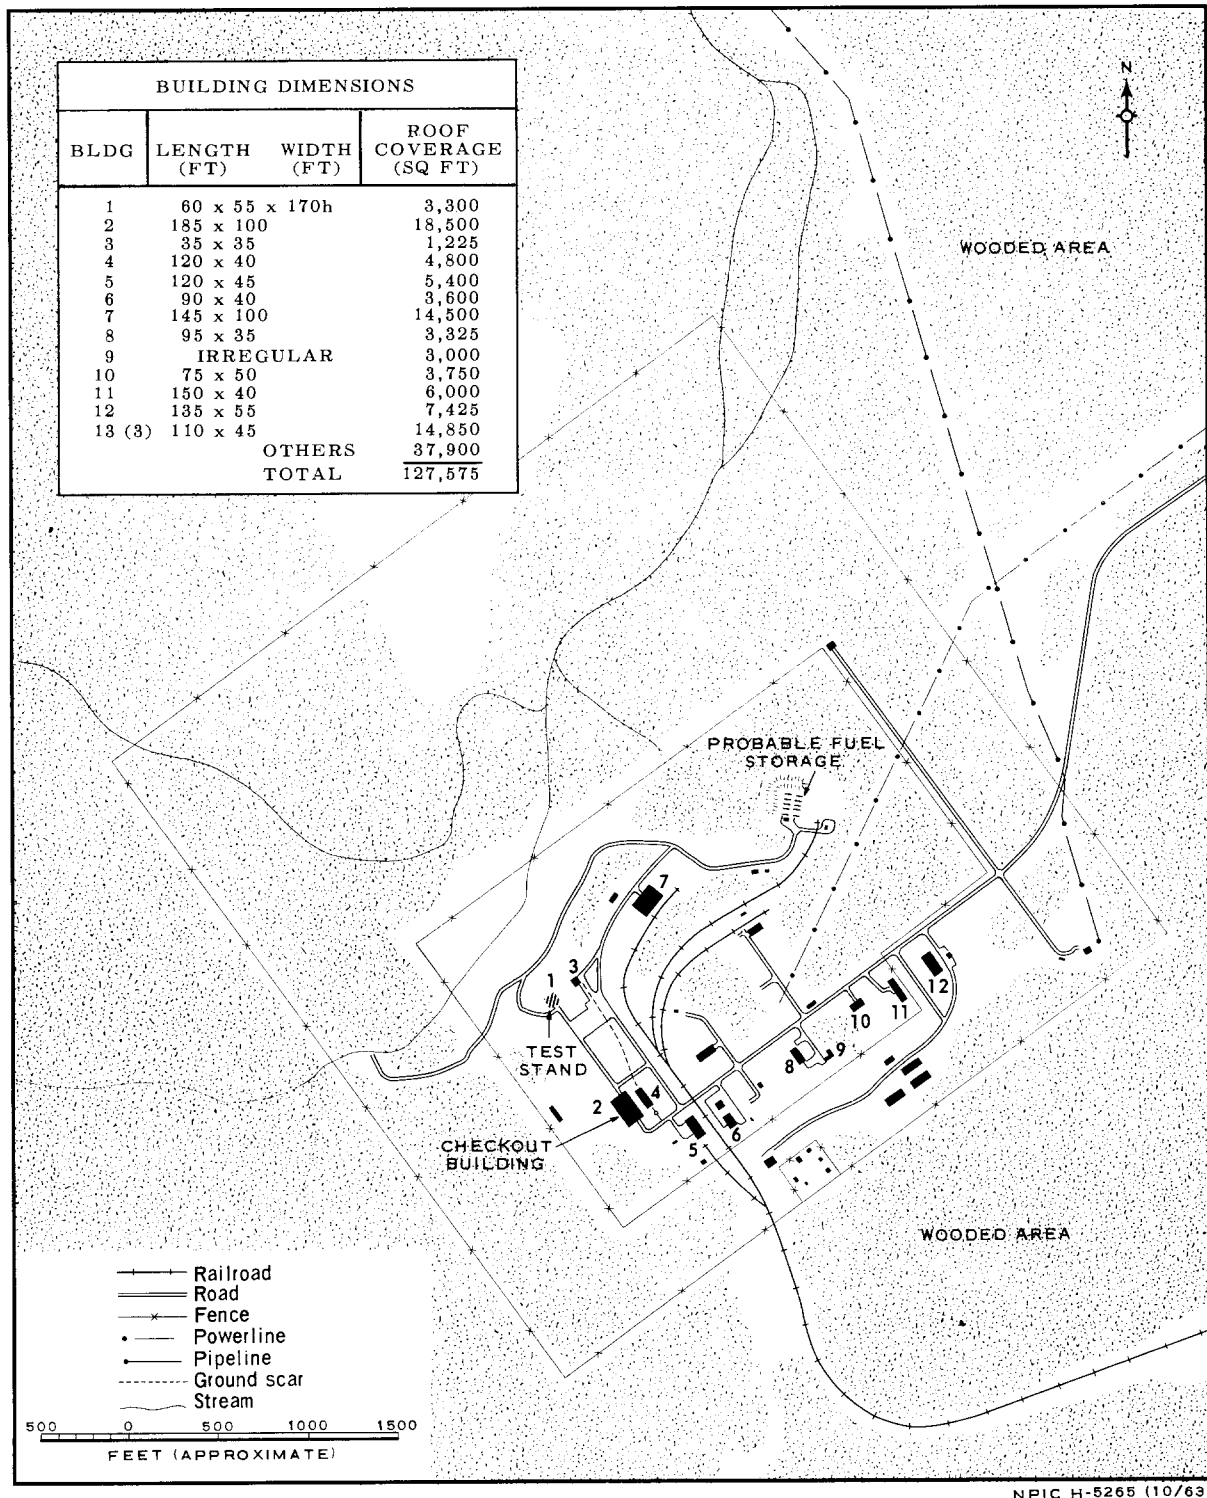 BUILDING DIMENSIONS
BLDG LENGTH (FT) WIDTH (FT) ROOF COVERAGE (SQ FT)
1 60 x 55 x 170h 3,300
2 185 x 100 18,500
3 35 x 35 1,225
4 120 x 40 4,800
5 120 x 45 5,400
6 90 x 40 3,600
7 145 x 100 14,500
8 95 x 35 3,325
9 IRREGULAR 3,000
10 75 x 50 3,750
11 150 x 40 6,000
12 135 x 55 7,425
13 (3) 110 x 45 14,850
OTHERS 37,900
TOTAL 127,575
N
WOODED AREA
PROBABLE FUEL
STORAGE
7
3
1
TEST
STAND
12
11
10
9
8
2
4
5
6
CHECKOUT
BUILDING
WOODED AREA
Railroad
Road
Fence
Powerline
Pipeline
Ground scar
Stream
500 0 500 1000 1500
FEET (APPROXIMATE)
NPIC H-5265 (10/63